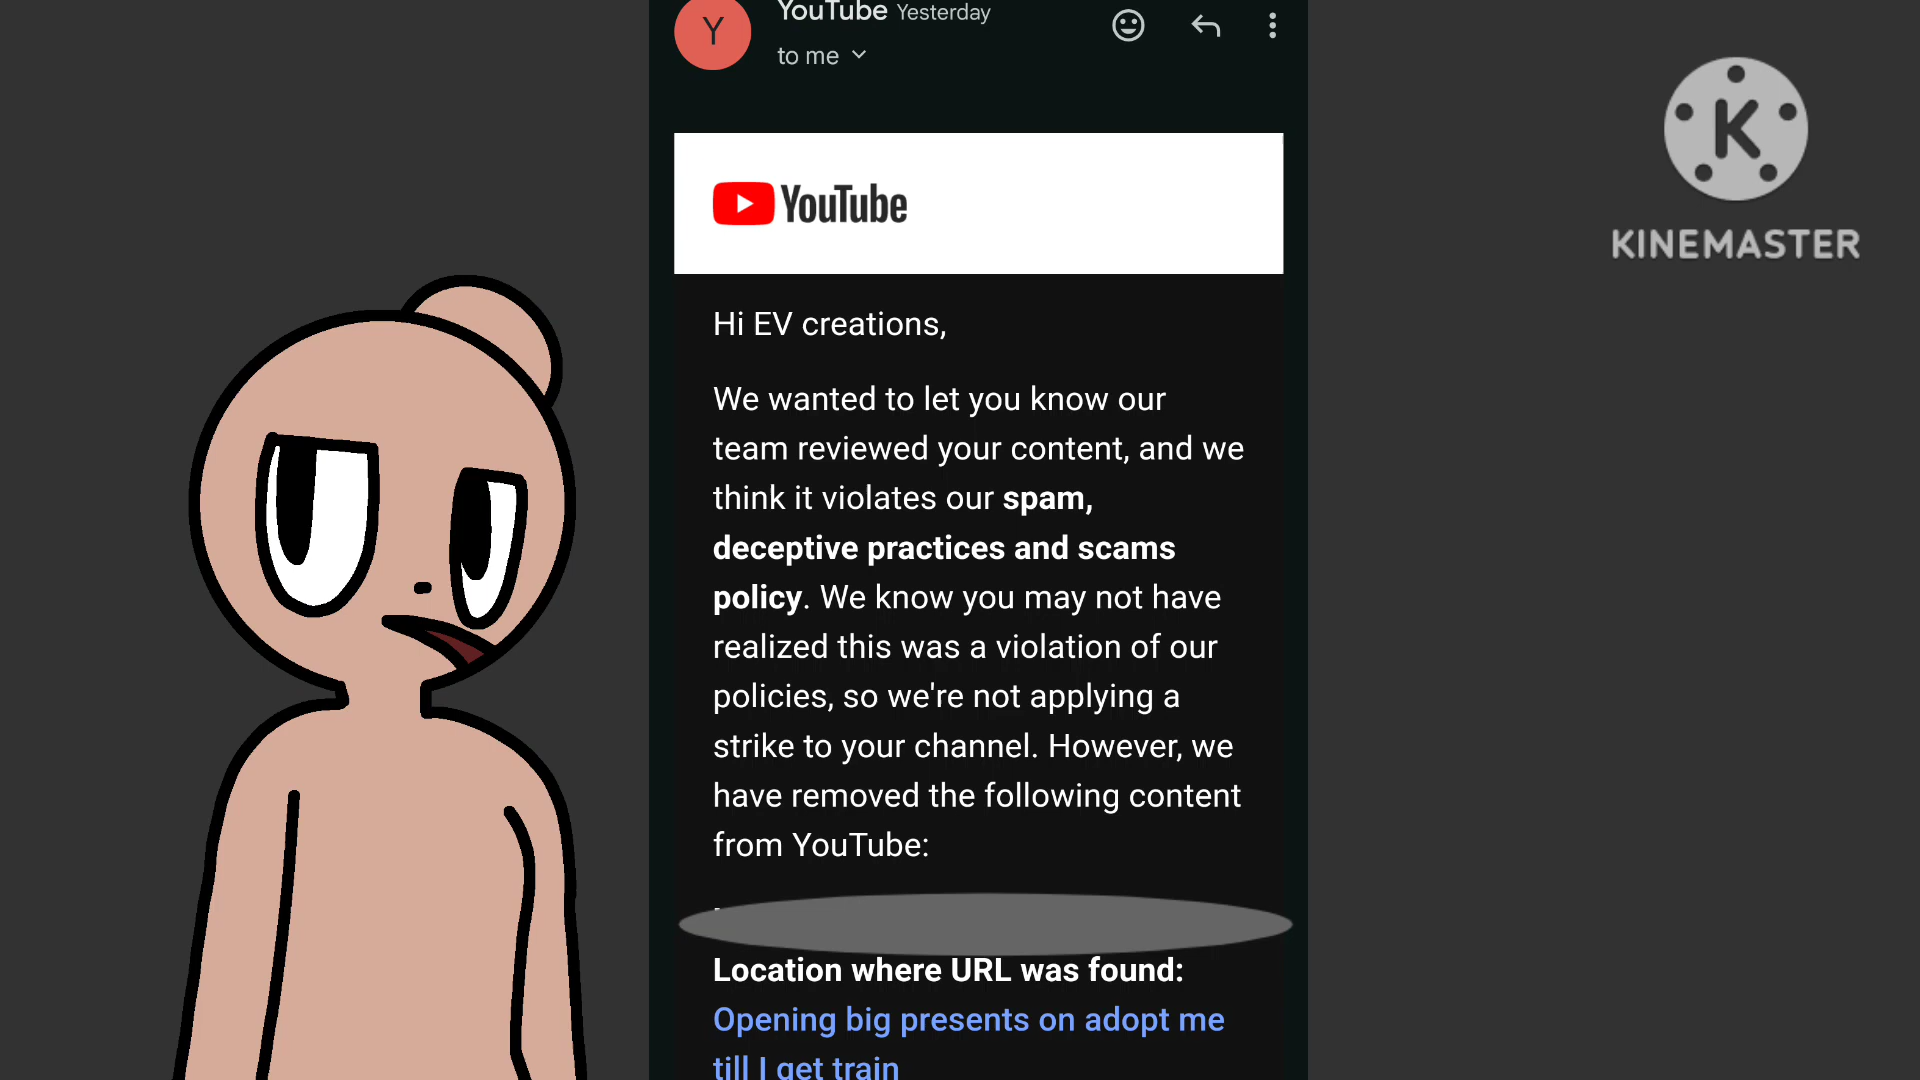 YouTube Yesterday
to me
Y
YouTube
K
KINEMASTER
Hi EV creations,
We wanted to let you know our
team reviewed your content, and we
think it violates our spam,
deceptive practices and scams
policy. We know you may not have
realized this was a violation of our
policies, so we're not applying a
strike to your channel. However, we
have removed the following content
from YouTube:
Location where URL was found:
Opening big presents on adopt me
till I get train